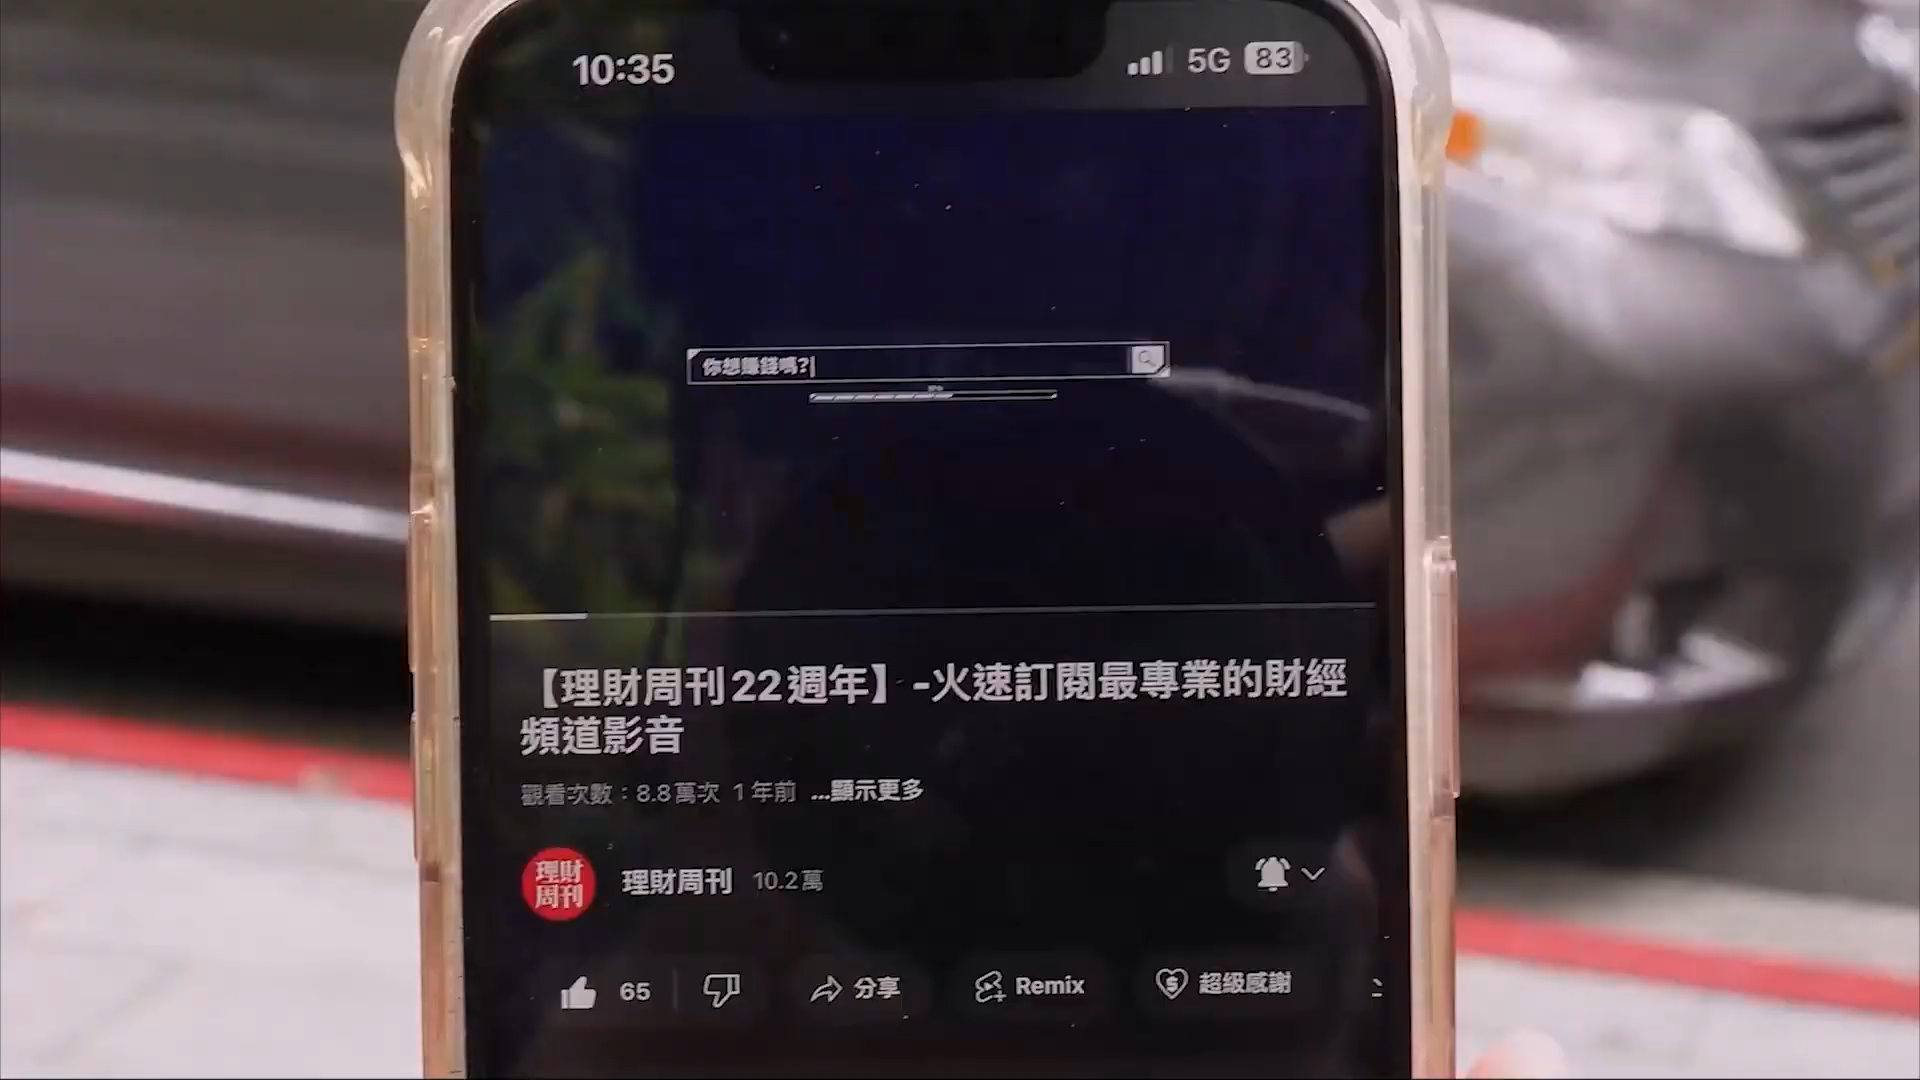 10:35
5G 83
你想賺錢嗎?
【理財周刊22週年】-火速訂閱最專業的財經
頻道影音
觀看次數：8.8萬次 1年前 ...顯示更多
理財
周刊
理財周刊 10.2萬
65 分享 Remix 超級感謝